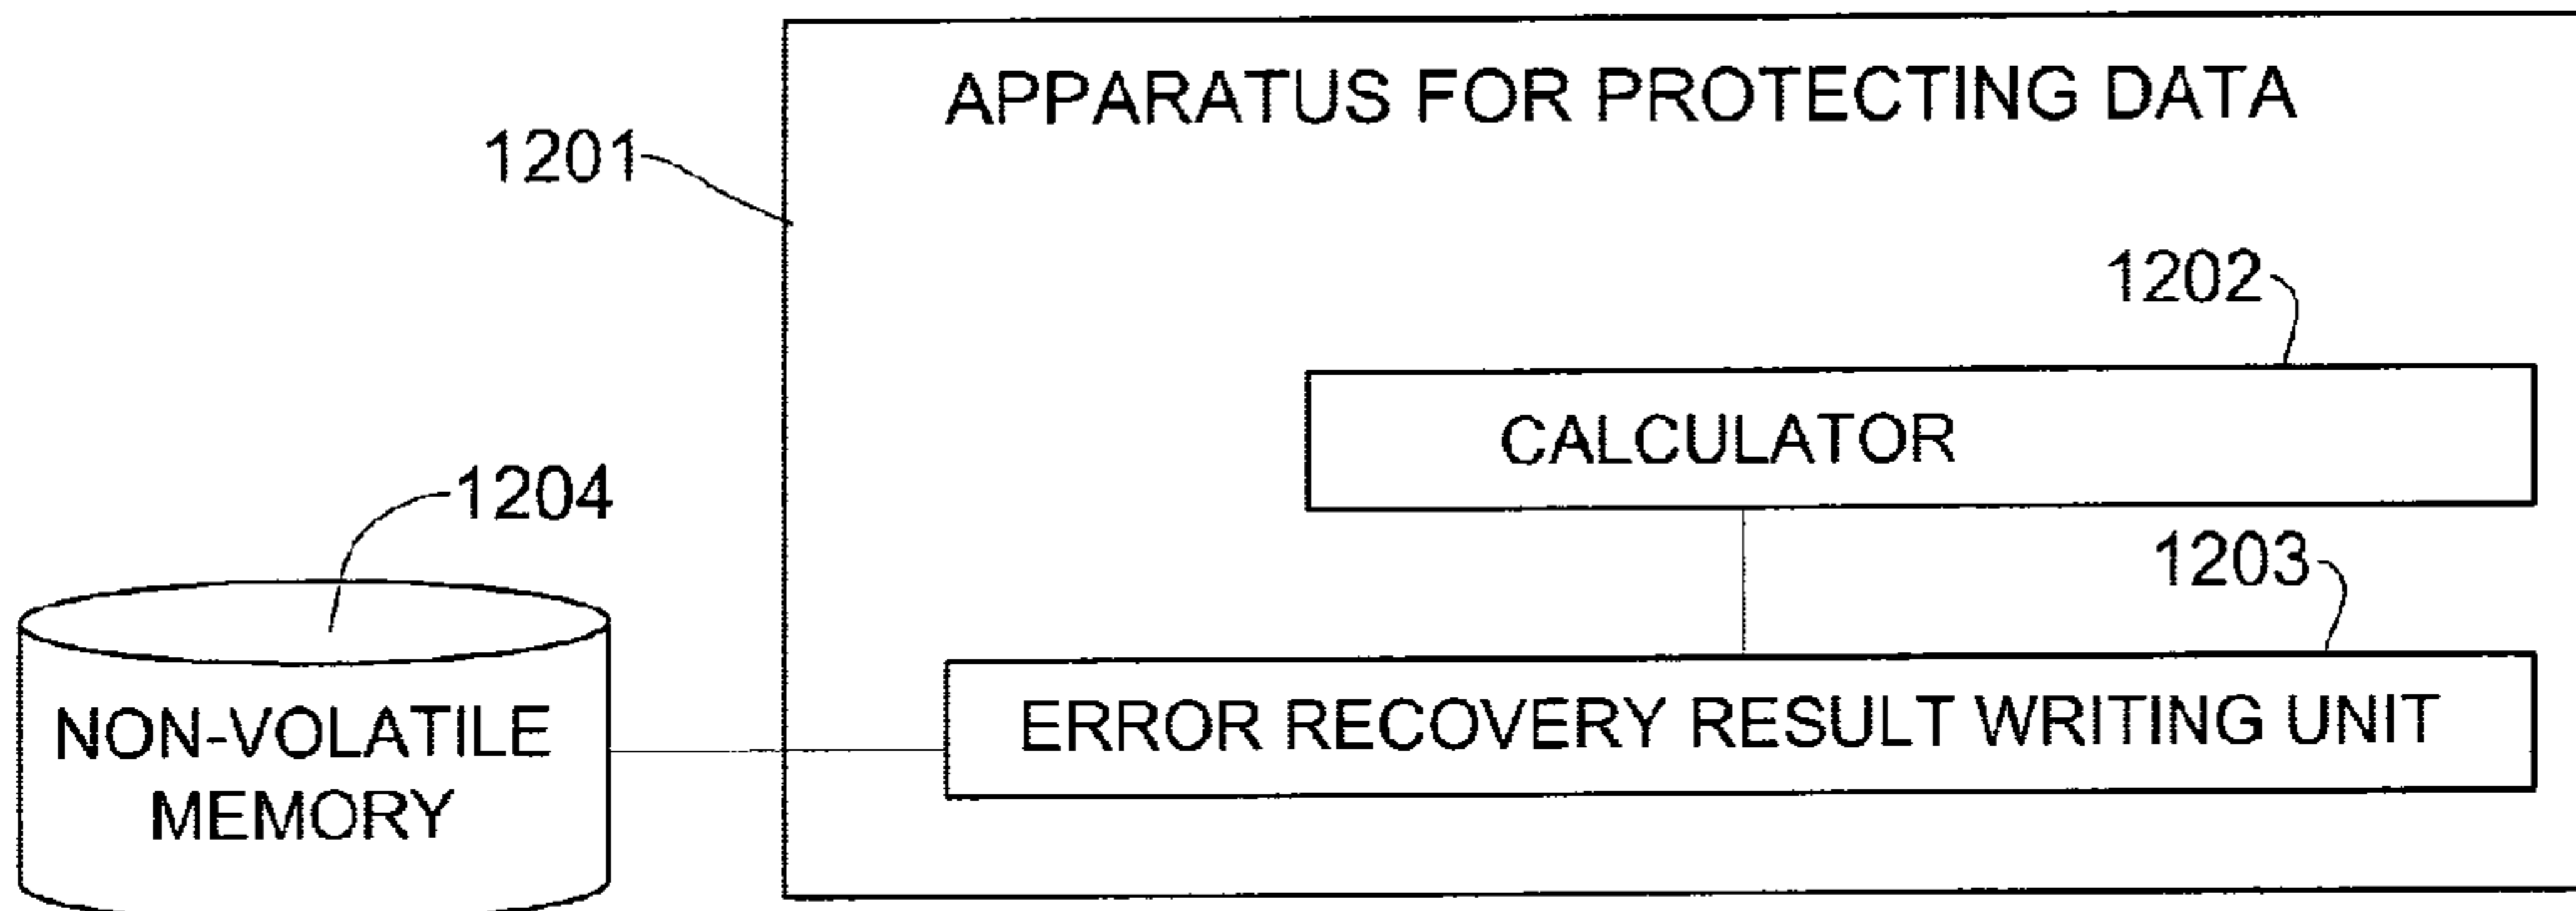 APPARATUS FOR PROTECTING DATA
1201
1202
CALCULATOR
1204
1203
NON-VOLATILE
MEMORY
ERROR RECOVERY RESULT WRITING UNIT